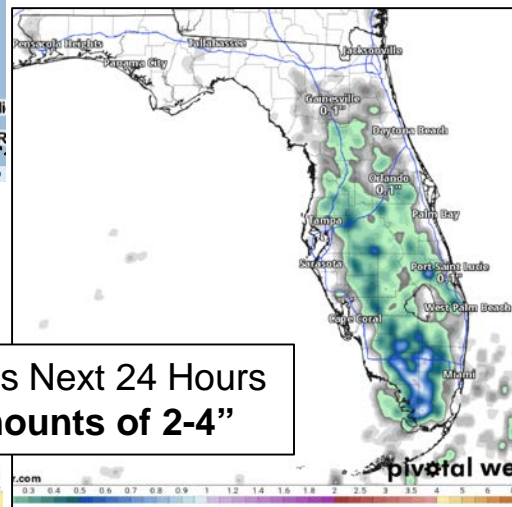 Pensacola Heights
Tallahassee
Jacksonville
Panama City
Gainesville
0.1"
Daytona Beach
Orlando
0.1"
Tampa
Palm Bay
Sarasota
Port Saint Lucie
0.1"
West Palm Beach
Cape Coral
Miami
s Next 24 Hours
nounts of 2-4”
pivotal we
r.com
0.3 0.4 0.5 0.6 0.7 0.8 0.9 1 1.2 1.4 1.6 1.8 2 2.5 3 3.5 4 5 6